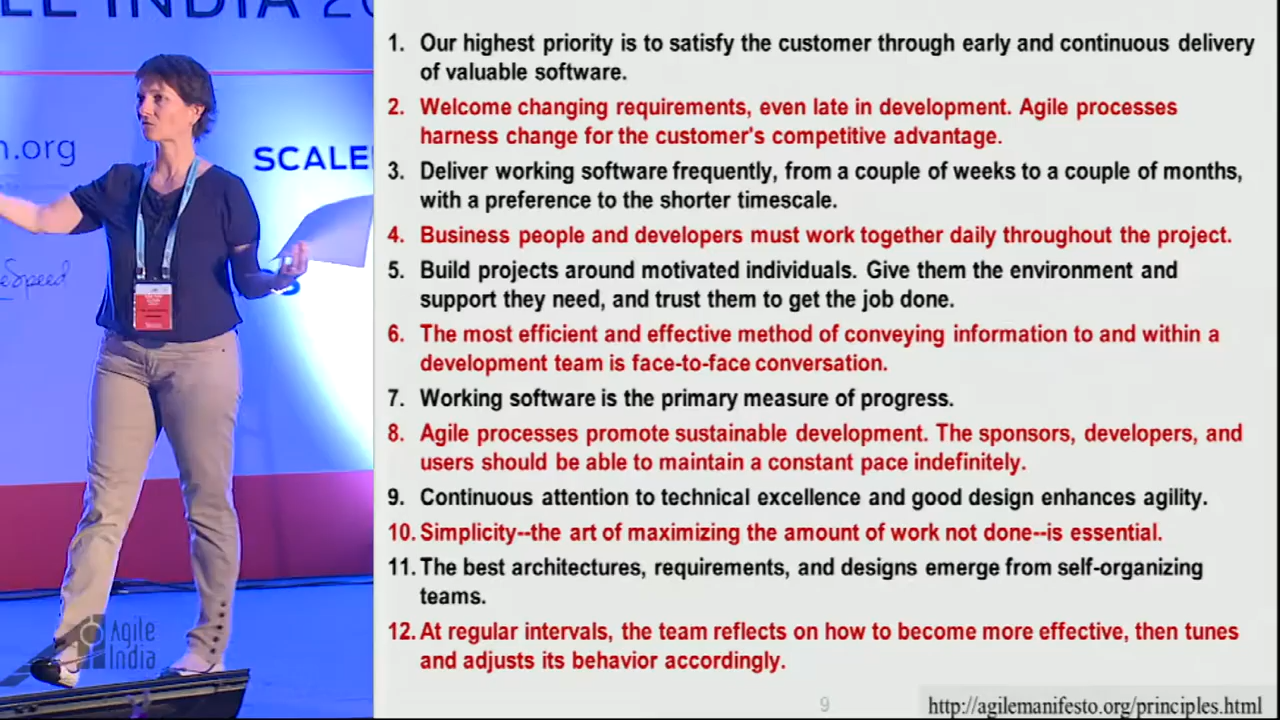 LE INDIA 20
n.org
SCALE
eSpeed
Agile
India
1. Our highest priority is to satisfy the customer through early and continuous delivery
of valuable software.
2. Welcome changing requirements, even late in development. Agile processes
harness change for the customer's competitive advantage.
3. Deliver working software frequently, from a couple of weeks to a couple of months,
with a preference to the shorter timescale.
4. Business people and developers must work together daily throughout the project.
5. Build projects around motivated individuals. Give them the environment and
support they need, and trust them to get the job done.
6. The most efficient and effective method of conveying information to and within a
development team is face-to-face conversation.
7. Working software is the primary measure of progress.
8. Agile processes promote sustainable development. The sponsors, developers, and
users should be able to maintain a constant pace indefinitely.
9. Continuous attention to technical excellence and good design enhances agility.
10. Simplicity--the art of maximizing the amount of work not done--is essential.
11. The best architectures, requirements, and designs emerge from self-organizing
teams.
12. At regular intervals, the team reflects on how to become more effective, then tunes
and adjusts its behavior accordingly.
9
http://agilemanifesto.org/principles.html